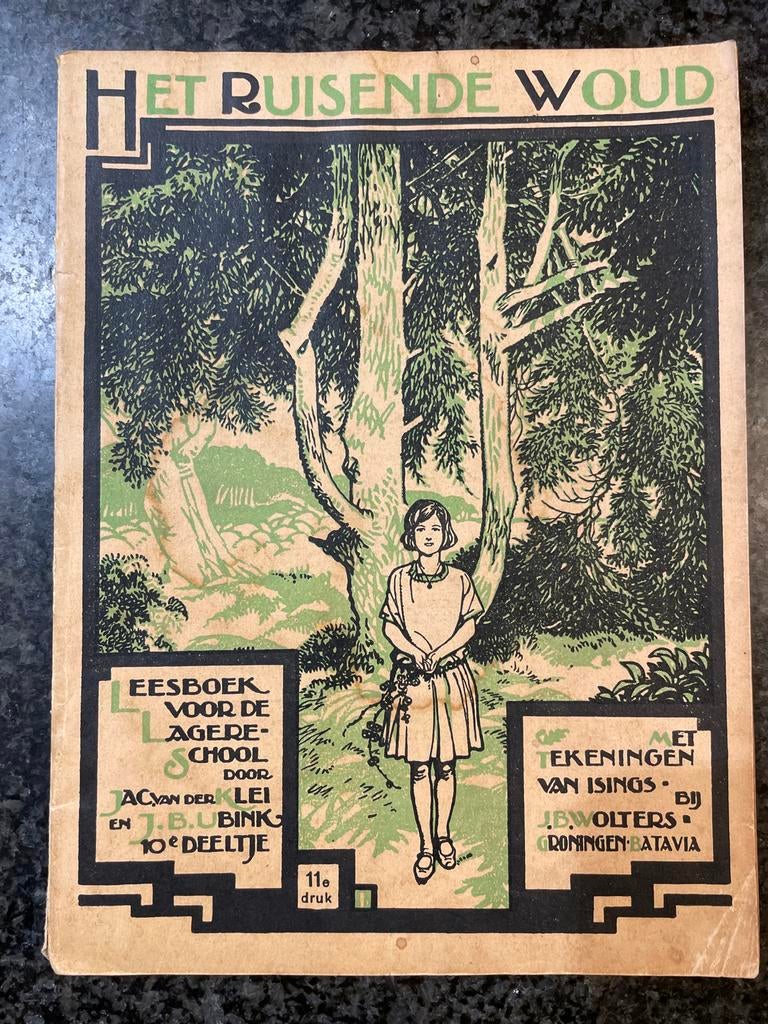 HET RUISENDE WOUD
LEESBOEK
VOOR DE
LAGERE-
SCHOOL
DOOR
JAC. VAN DER KLEI
EN J.B. UBINK
10e DEELTJE
MET
TEKENINGEN
VAN ISINGS •
BIJ
J.B. WOLTERS •
GRONINGEN • BATAVIA
11e
druk